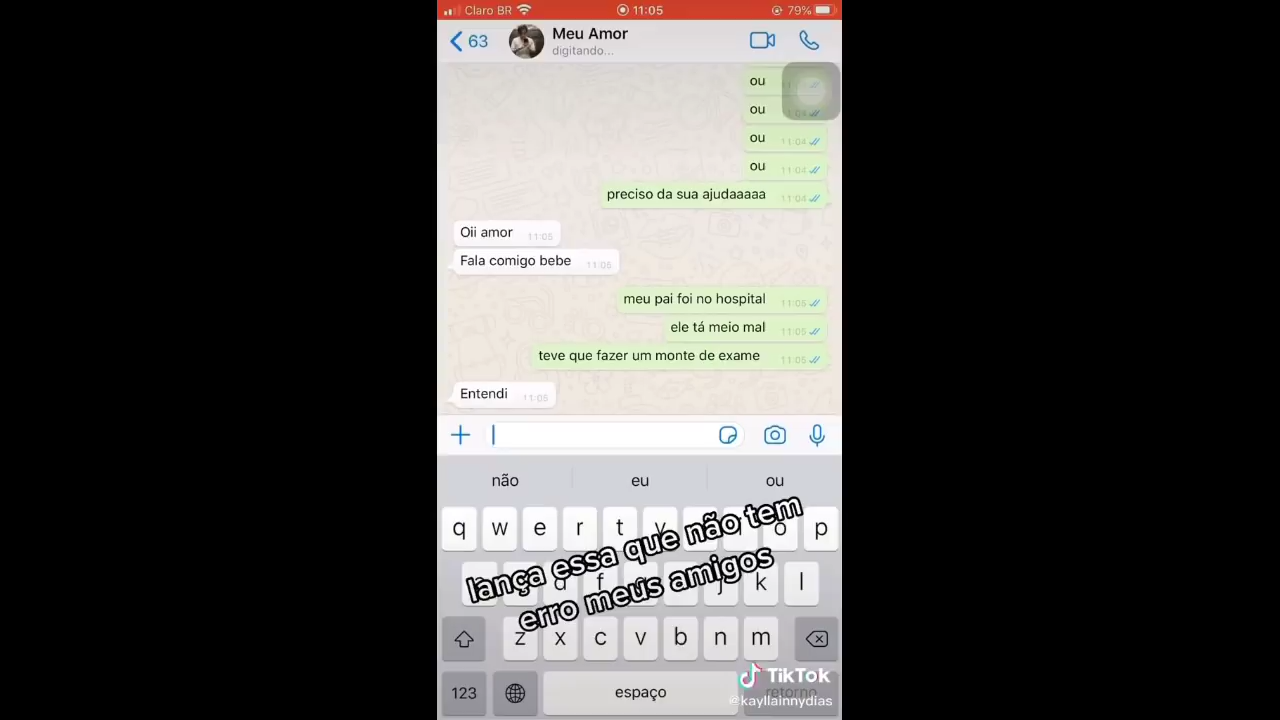 Claro BR
11:05
79%
63
Meu Amor
digitando...
ou
ou 11:04
ou 11:04
ou 11:04
preciso da sua ajudaaaaa 11:04
Oii amor 11:05
Fala comigo bebe 11:05
meu pai foi no hospital 11:05
ele tá meio mal 11:05
teve que fazer um monte de exame 11:05
Entendi 11:05
não eu ou
q w e r t y o p
lança essa que não tem
erro meus amigos
d f j k l
z x c v b n m
123 espaço retorno
TikTok
@kayllainnydias